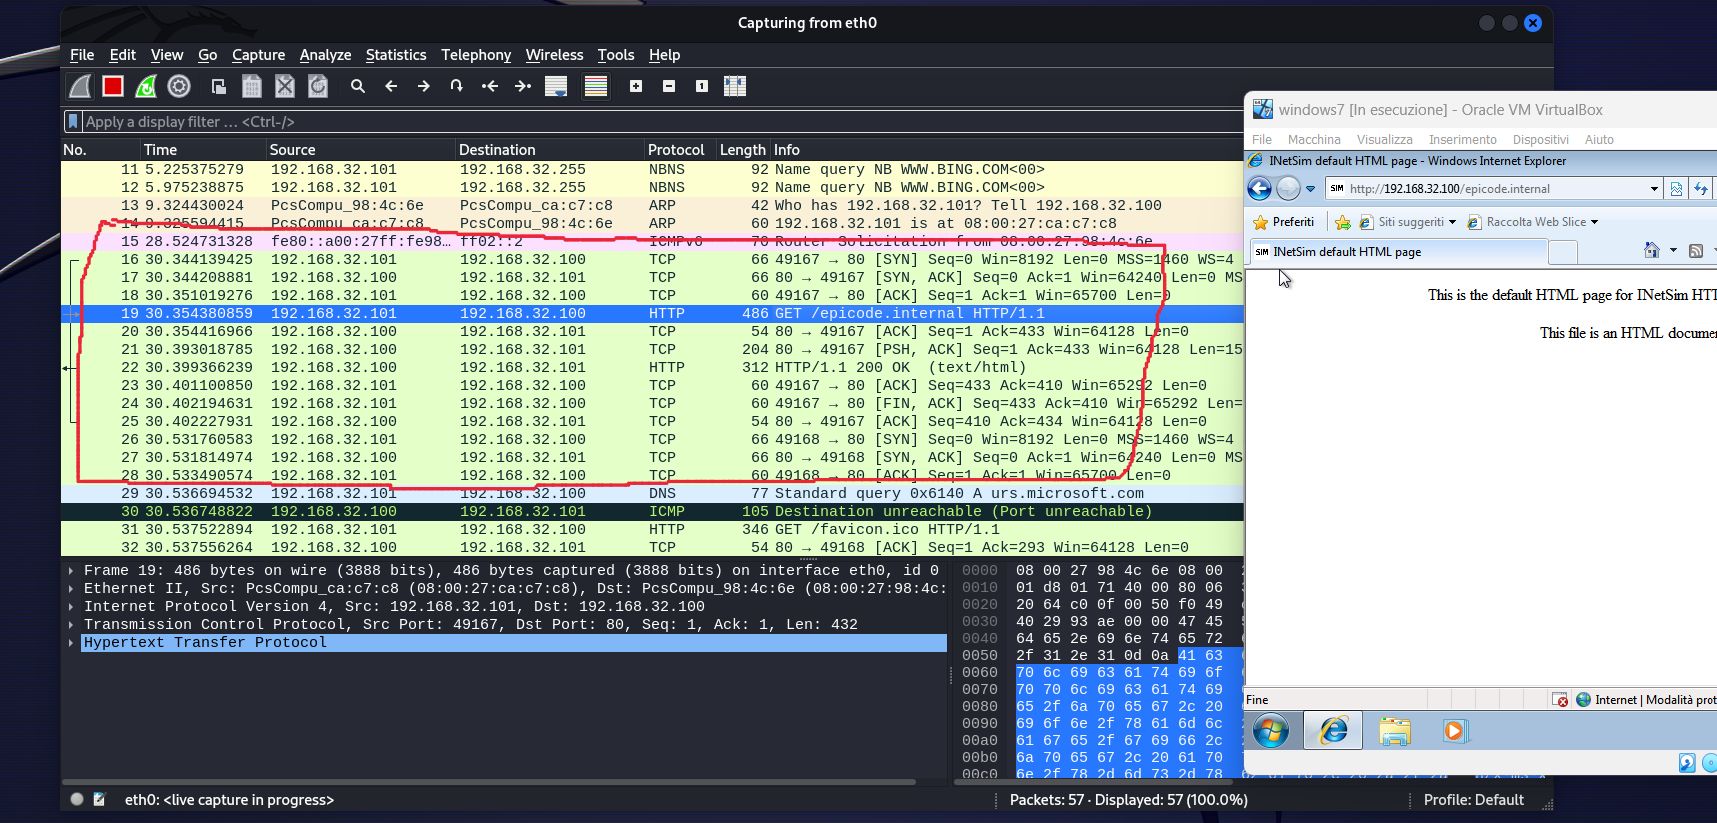 Capturing from eth0
File Edit View Go Capture Analyze Statistics Telephony Wireless Tools Help
Apply a display filter … <Ctrl-/>
No. Time Source Destination Protocol Length Info
11 5.225375279 192.168.32.101 192.168.32.255 NBNS 92 Name query NB WWW.BING.COM<00>
12 5.975238875 192.168.32.101 192.168.32.255 NBNS 92 Name query NB WWW.BING.COM<00>
13 9.324430024 PcsCompu_98:4c:6e PcsCompu_ca:c7:c8 ARP 42 Who has 192.168.32.101? Tell 192.168.32.100
14 9.325594415 PcsCompu_ca:c7:c8 PcsCompu_98:4c:6e ARP 60 192.168.32.101 is at 08:00:27:ca:c7:c8
15 28.524731328 fe80::a00:27ff:fe98… ff02::2 ICMPv6 70 Router Solicitation from 08:00:27:98:4c:6e
16 30.344139425 192.168.32.101 192.168.32.100 TCP 66 49167 → 80 [SYN] Seq=0 Win=8192 Len=0 MSS=1460 WS=4
17 30.344208881 192.168.32.100 192.168.32.101 TCP 66 80 → 49167 [SYN, ACK] Seq=0 Ack=1 Win=64240 Len=0 MS
18 30.351019276 192.168.32.101 192.168.32.100 TCP 60 49167 → 80 [ACK] Seq=1 Ack=1 Win=65700 Len=0
19 30.354380859 192.168.32.101 192.168.32.100 HTTP 486 GET /epicode.internal HTTP/1.1
20 30.354416966 192.168.32.100 192.168.32.101 TCP 54 80 → 49167 [ACK] Seq=1 Ack=433 Win=64128 Len=0
21 30.393018785 192.168.32.100 192.168.32.101 TCP 204 80 → 49167 [PSH, ACK] Seq=1 Ack=433 Win=64128 Len=15
22 30.399366239 192.168.32.100 192.168.32.101 HTTP 312 HTTP/1.1 200 OK (text/html)
23 30.401100850 192.168.32.101 192.168.32.100 TCP 60 49167 → 80 [ACK] Seq=433 Ack=410 Win=65292 Len=0
24 30.402194631 192.168.32.101 192.168.32.100 TCP 60 49167 → 80 [FIN, ACK] Seq=433 Ack=410 Win=65292 Len=
25 30.402227931 192.168.32.100 192.168.32.101 TCP 54 80 → 49167 [ACK] Seq=410 Ack=434 Win=64128 Len=0
26 30.531760583 192.168.32.101 192.168.32.100 TCP 66 49168 → 80 [SYN] Seq=0 Win=8192 Len=0 MSS=1460 WS=4
27 30.531814974 192.168.32.100 192.168.32.101 TCP 66 80 → 49168 [SYN, ACK] Seq=0 Ack=1 Win=64240 Len=0 MS
28 30.533490574 192.168.32.101 192.168.32.100 TCP 60 49168 → 80 [ACK] Seq=1 Ack=1 Win=65700 Len=0
29 30.536694532 192.168.32.101 192.168.32.100 DNS 77 Standard query 0x6140 A urs.microsoft.com
30 30.536748822 192.168.32.100 192.168.32.101 ICMP 105 Destination unreachable (Port unreachable)
31 30.537522894 192.168.32.101 192.168.32.100 HTTP 346 GET /favicon.ico HTTP/1.1
32 30.537556264 192.168.32.100 192.168.32.101 TCP 54 80 → 49168 [ACK] Seq=1 Ack=293 Win=64128 Len=0
Frame 19: 486 bytes on wire (3888 bits), 486 bytes captured (3888 bits) on interface eth0, id 0
Ethernet II, Src: PcsCompu_ca:c7:c8 (08:00:27:ca:c7:c8), Dst: PcsCompu_98:4c:6e (08:00:27:98:4c:
Internet Protocol Version 4, Src: 192.168.32.101, Dst: 192.168.32.100
Transmission Control Protocol, Src Port: 49167, Dst Port: 80, Seq: 1, Ack: 1, Len: 432
Hypertext Transfer Protocol
0000 08 00 27 98 4c 6e 08 00
0010 01 d8 01 71 40 00 80 06
0020 20 64 c0 0f 00 50 f0 49
0030 40 29 93 ae 00 00 47 45
0040 64 65 2e 69 6e 74 65 72
0050 2f 31 2e 31 0d 0a 41 63
0060 70 6c 69 63 61 74 69 6f
0070 70 70 6c 69 63 61 74 69
0080 65 2f 6a 70 65 67 2c 20
0090 69 6f 6e 2f 78 61 6d 6c
00a0 61 67 65 2f 67 69 66 2c
00b0 6a 70 65 67 2c 20 61 70
00c0 6e 2f 78 2d 6d 73 2d 78
eth0: <live capture in progress>
Packets: 57 · Displayed: 57 (100.0%)
Profile: Default
windows7 [In esecuzione] - Oracle VM VirtualBox
File Macchina Visualizza Inserimento Dispositivi Aiuto
INetSim default HTML page - Windows Internet Explorer
SIM http://192.168.32.100/epicode.internal
Preferiti Siti suggeriti Raccolta Web Slice
SIM INetSim default HTML page
This is the default HTML page for INetSim HTT
This file is an HTML docume
Fine
Internet | Modalità prot